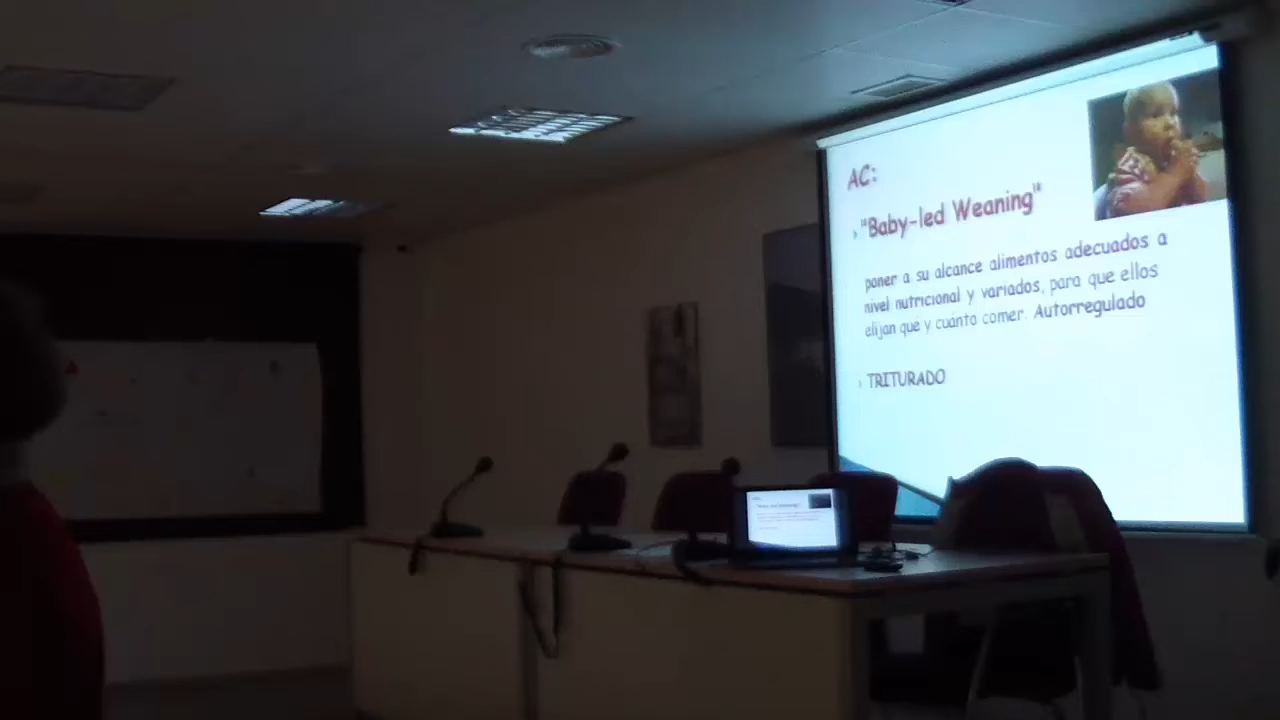 AC:
"Baby-led Weaning"
poner a su alcance alimentos adecuados a
nivel nutricional y variados, para que ellos
elijan qué y cuánto comer. Autorregulado
TRITURADO